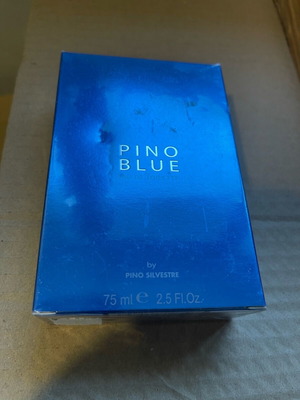 PINO
BLUE
by
PINO SILVESTRE
75 ml ℮ 2.5 Fl.Oz.